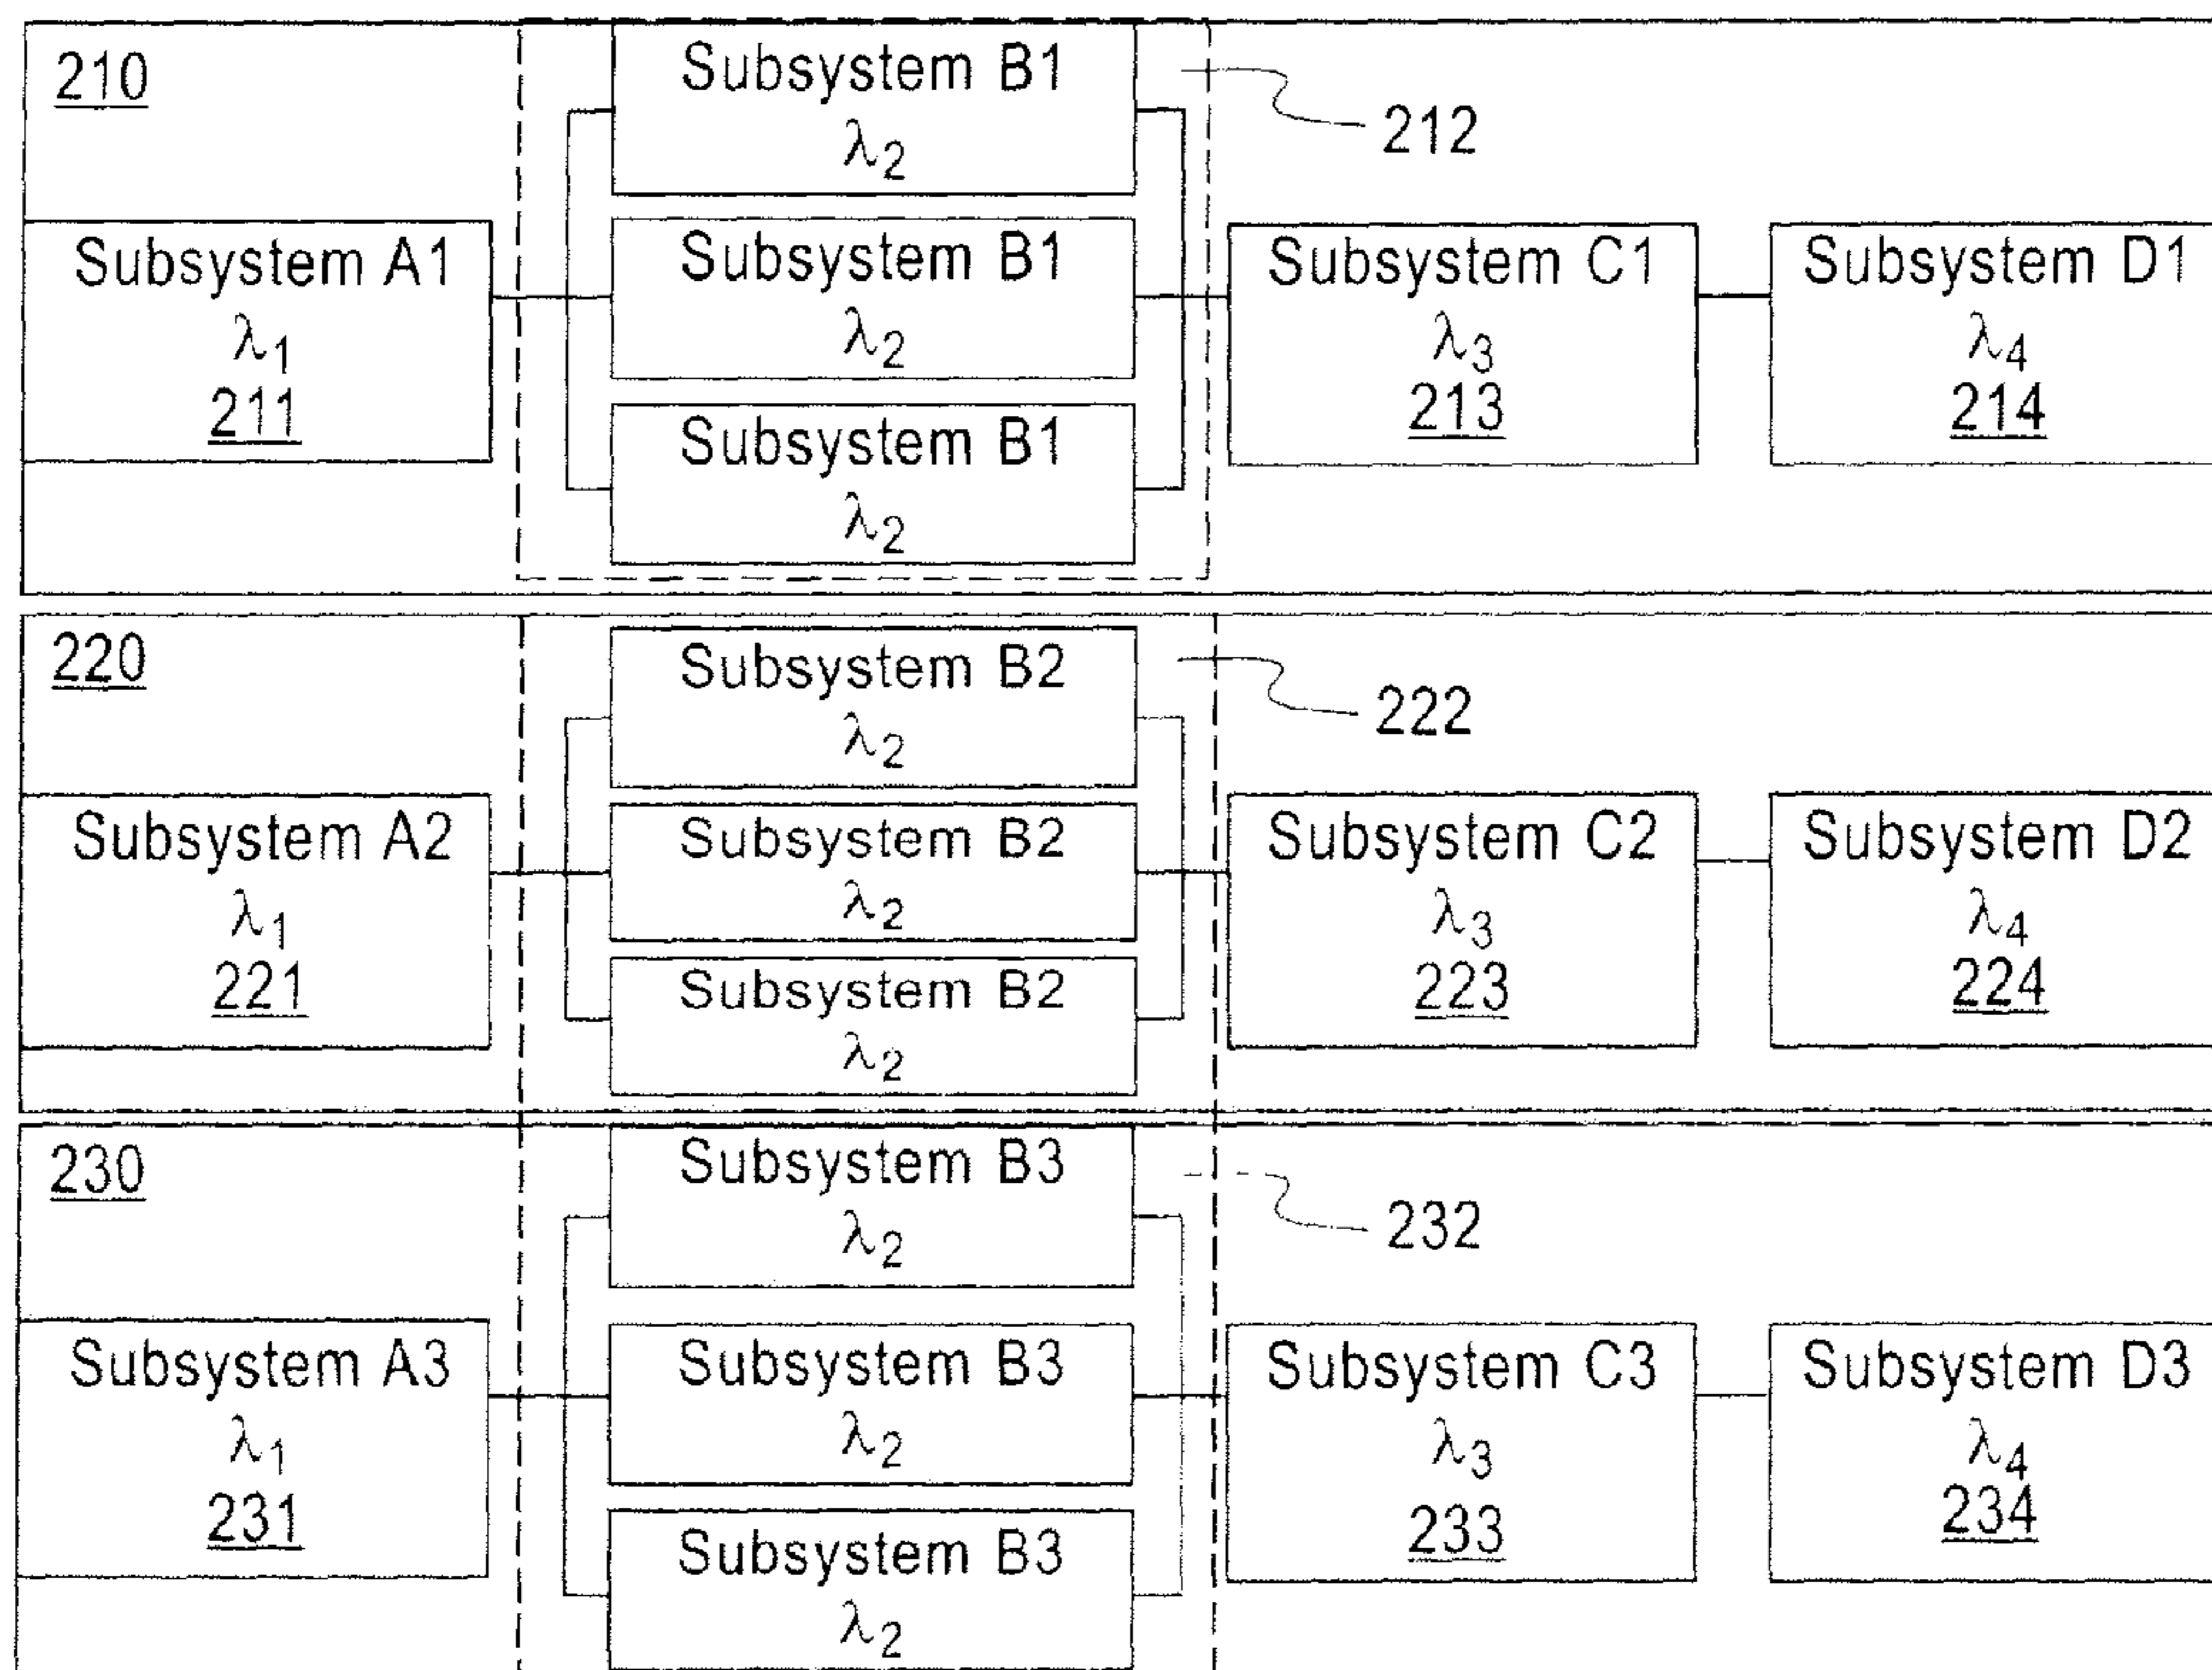 210
Subsystem B1
λ2
212
Subsystem A1
λ1
211
Subsystem B1
λ2
Subsystem B1
λ2
Subsystem C1
λ3
213
Subsystem D1
λ4
214
220
Subsystem B2
λ2
222
Subsystem A2
λ1
221
Subsystem B2
λ2
Subsystem B2
λ2
Subsystem C2
λ3
223
Subsystem D2
λ4
224
230
Subsystem B3
λ2
232
Subsystem A3
λ1
231
Subsystem B3
λ2
Subsystem B3
λ2
Subsystem C3
λ3
233
Subsystem D3
λ4
234